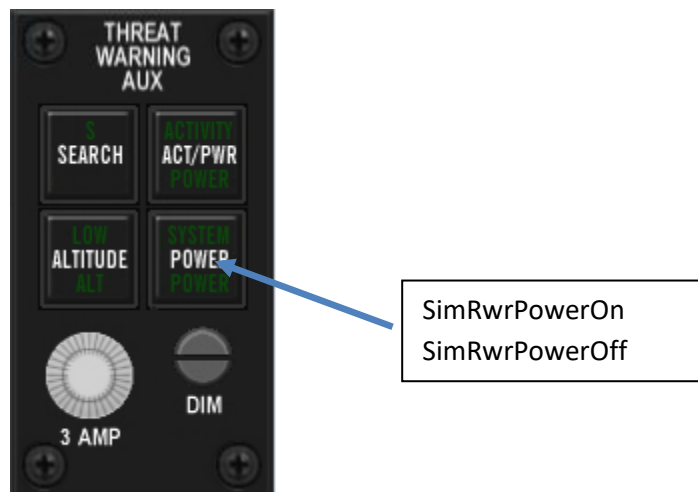 THREAT
WARNING
AUX
S
SEARCH
ACTIVITY
ACT/PWR
POWER
LOW
ALTITUDE
ALT
SYSTEM
POWER
POWER
3 AMP
DIM
SimRwrPowerOn
SimRwrPowerOff